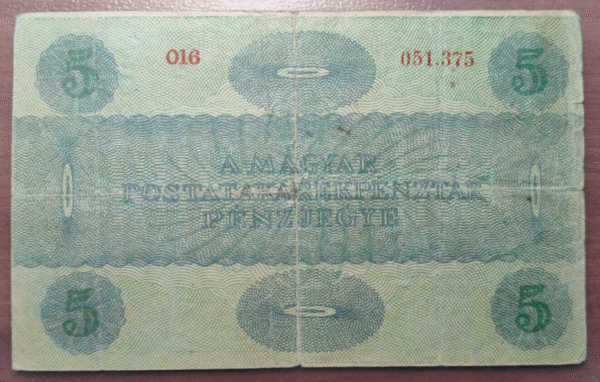 5 016 051.375 5
A MAGYAR
POSTATAKARÉKPÉNZTÁR
PÉNZJEGYE
5 5